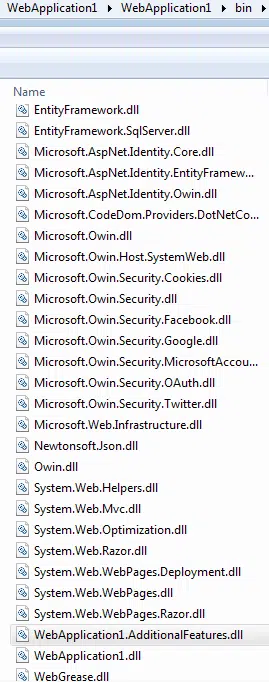 WebApplication1 ▸ WebApplication1 ▸ bin ▸
Name
EntityFramework.dll
EntityFramework.SqlServer.dll
Microsoft.AspNet.Identity.Core.dll
Microsoft.AspNet.Identity.EntityFramew...
Microsoft.AspNet.Identity.Owin.dll
Microsoft.CodeDom.Providers.DotNetCo...
Microsoft.Owin.dll
Microsoft.Owin.Host.SystemWeb.dll
Microsoft.Owin.Security.Cookies.dll
Microsoft.Owin.Security.dll
Microsoft.Owin.Security.Facebook.dll
Microsoft.Owin.Security.Google.dll
Microsoft.Owin.Security.MicrosoftAccou...
Microsoft.Owin.Security.OAuth.dll
Microsoft.Owin.Security.Twitter.dll
Microsoft.Web.Infrastructure.dll
Newtonsoft.Json.dll
Owin.dll
System.Web.Helpers.dll
System.Web.Mvc.dll
System.Web.Optimization.dll
System.Web.Razor.dll
System.Web.WebPages.Deployment.dll
System.Web.WebPages.dll
System.Web.WebPages.Razor.dll
WebApplication1.AdditionalFeatures.dll
WebApplication1.dll
WebGrease.dll